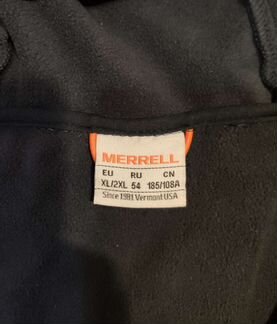 MERRELL
EU RU CN
XL/2XL 54 185/108A
Since 1981 Vermont USA